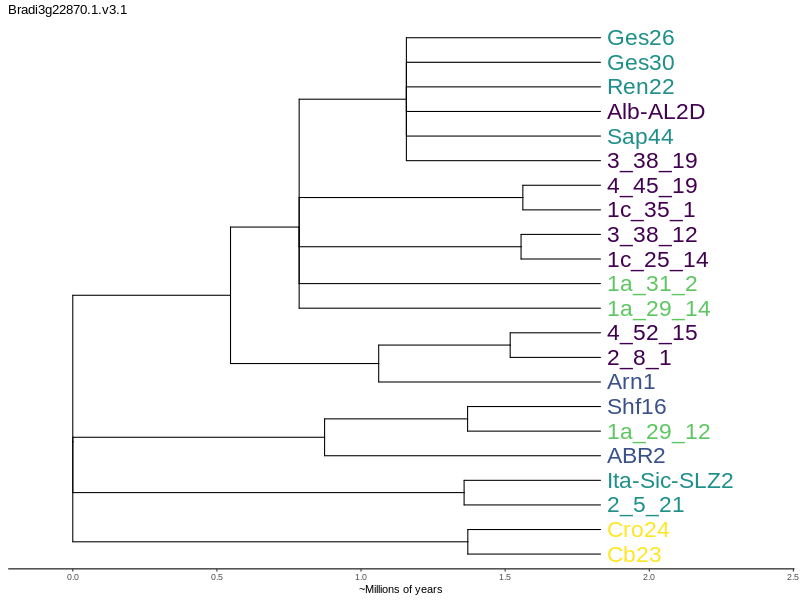 Bradi3g22870.1.v3.1
Ges26
Ges30
Ren22
Alb-AL2D
Sap44
3_38_19
4_45_19
1c_35_1
3_38_12
1c_25_14
1a_31_2
1a_29_14
4_52_15
2_8_1
Arn1
Shf16
1a_29_12
ABR2
Ita-Sic-SLZ2
2_5_21
Cro24
Cb23
0.0 0.5 1.0 1.5 2.0 2.5
~Millions of years